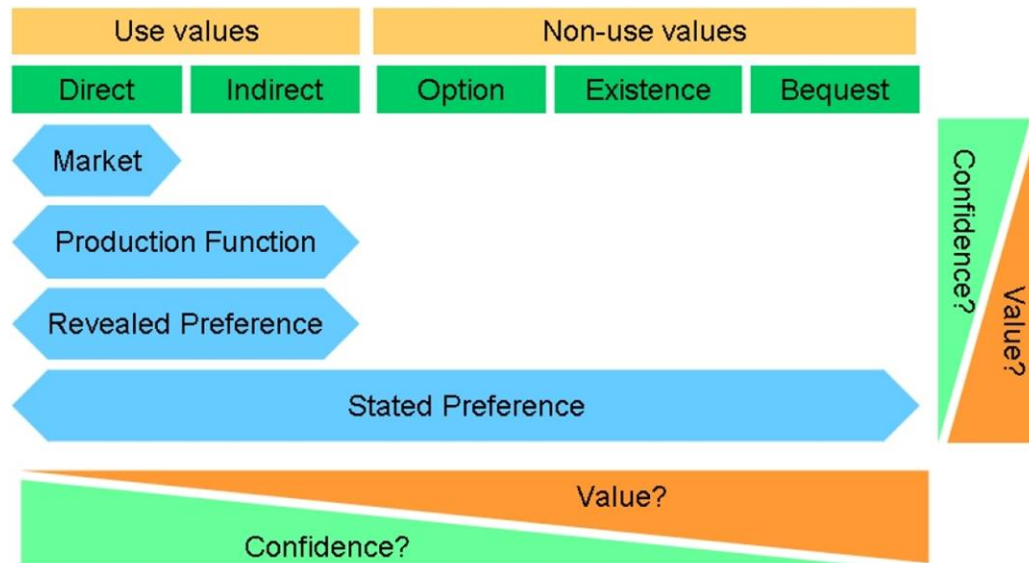 Use values
Non-use values
Direct
Indirect
Option
Existence
Bequest
Market
Production Function
Revealed Preference
Stated Preference
Confidence?
Value?
Value?
Confidence?